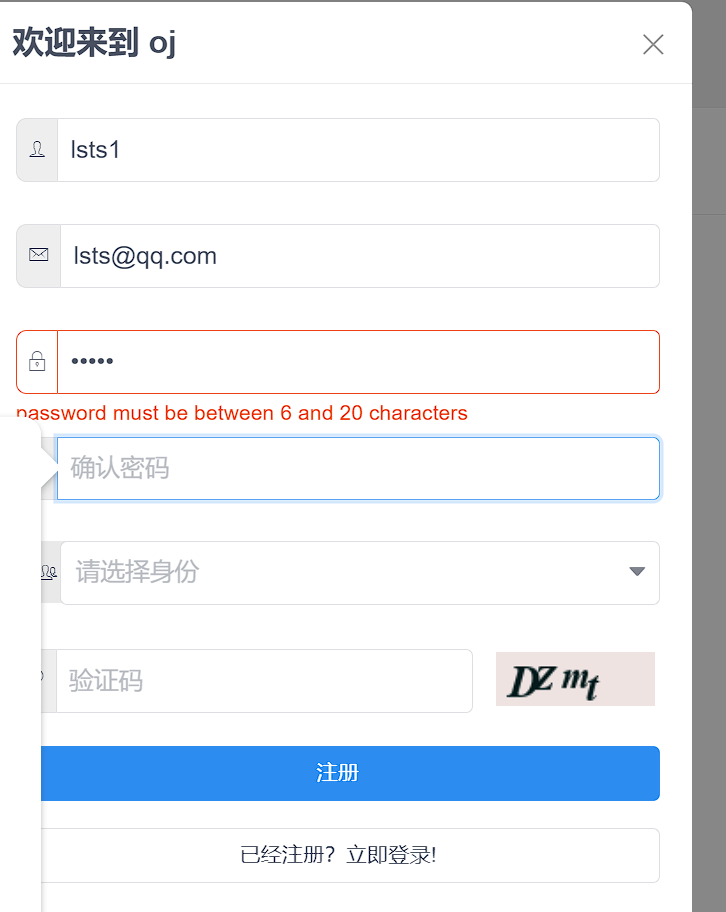 欢迎来到 oj
lsts1
lsts@qq.com
•••••
password must be between 6 and 20 characters
确认密码
请选择身份
验证码
DZmt
注册
已经注册？立即登录!